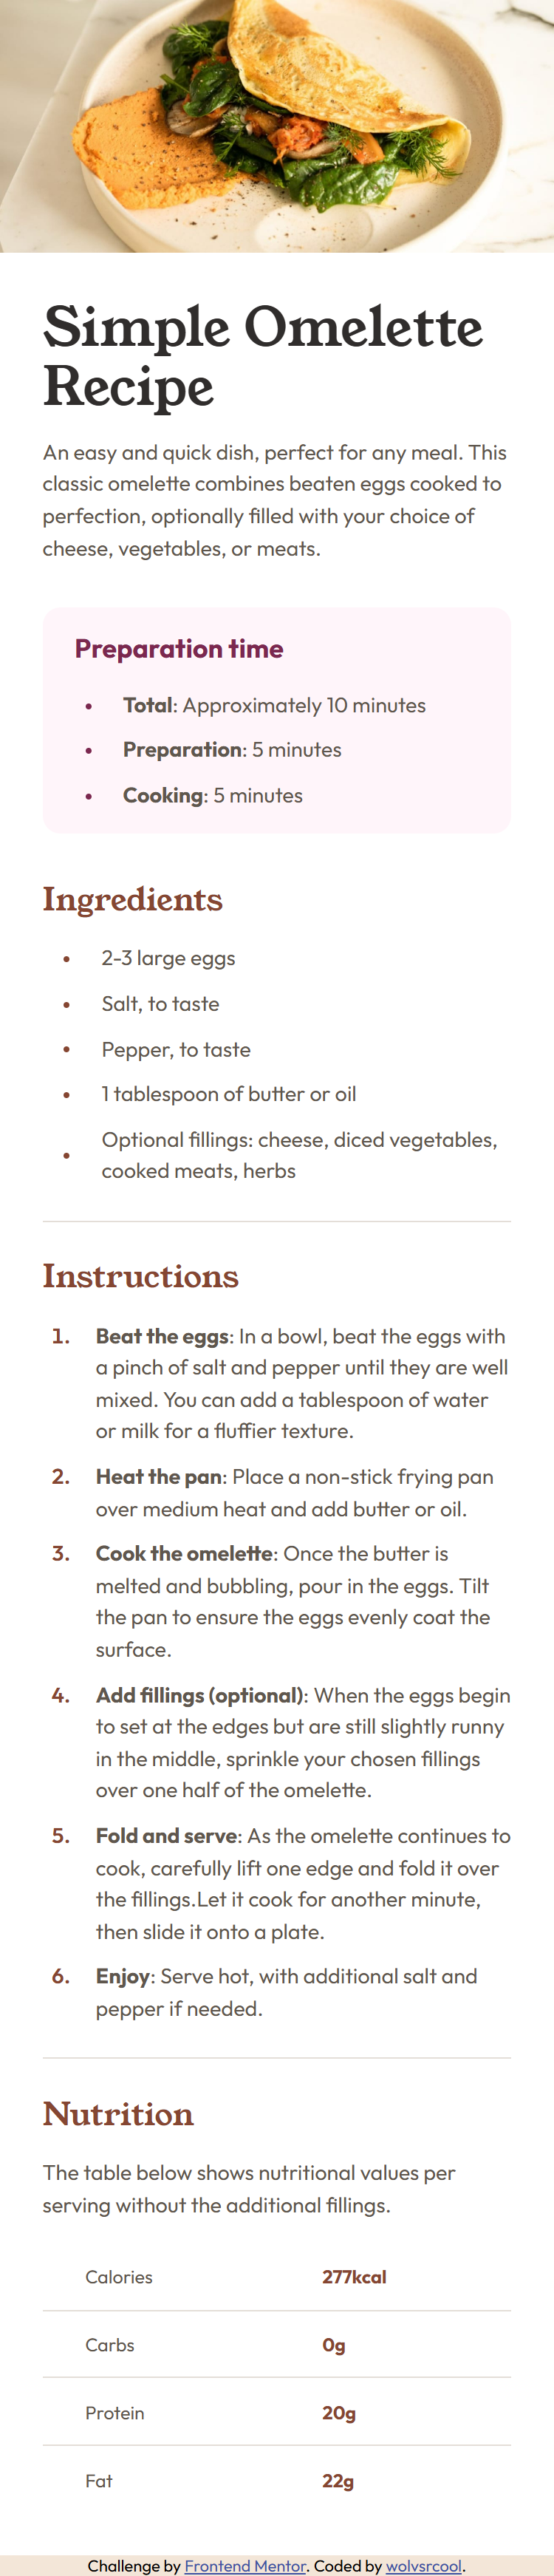 Simple Omelette
Recipe
An easy and quick dish, perfect for any meal. This
classic omelette combines beaten eggs cooked to
perfection, optionally filled with your choice of
cheese, vegetables, or meats.
Preparation time
• Total: Approximately 10 minutes
• Preparation: 5 minutes
• Cooking: 5 minutes
Ingredients
• 2-3 large eggs
• Salt, to taste
• Pepper, to taste
• 1 tablespoon of butter or oil
• Optional fillings: cheese, diced vegetables,
cooked meats, herbs
Instructions
1. Beat the eggs: In a bowl, beat the eggs with
a pinch of salt and pepper until they are well
mixed. You can add a tablespoon of water
or milk for a fluffier texture.
2. Heat the pan: Place a non-stick frying pan
over medium heat and add butter or oil.
3. Cook the omelette: Once the butter is
melted and bubbling, pour in the eggs. Tilt
the pan to ensure the eggs evenly coat the
surface.
4. Add fillings (optional): When the eggs begin
to set at the edges but are still slightly runny
in the middle, sprinkle your chosen fillings
over one half of the omelette.
5. Fold and serve: As the omelette continues to
cook, carefully lift one edge and fold it over
the fillings.Let it cook for another minute,
then slide it onto a plate.
6. Enjoy: Serve hot, with additional salt and
pepper if needed.
Nutrition
The table below shows nutritional values per
serving without the additional fillings.
Calories 277kcal
Carbs 0g
Protein 20g
Fat 22g
Challenge by Frontend Mentor. Coded by wolvsrcool.